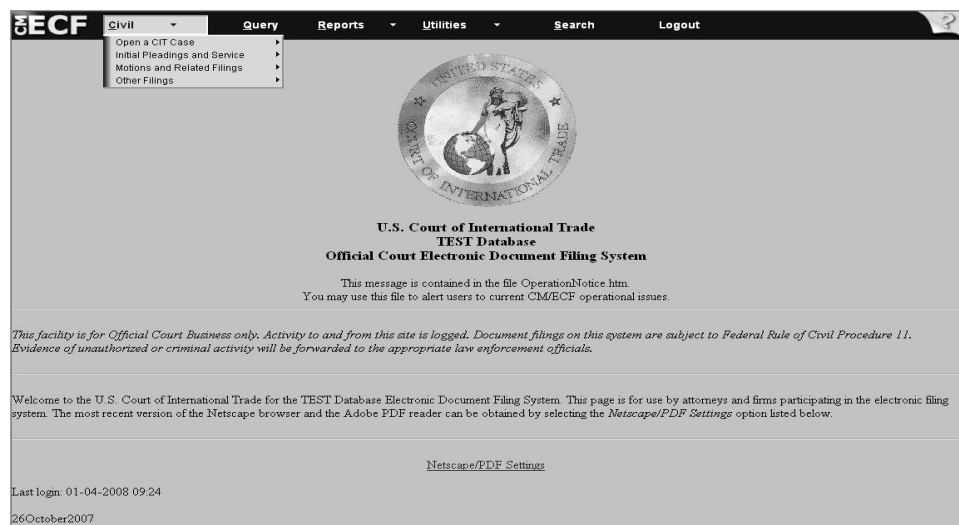 CM ECF Civil Query Reports Utilities Search Logout ?
Open a CIT Case
Initial Pleadings and Service
Motions and Related Filings
Other Filings
UNITED STATES
COURT OF INTERNATIONAL TRADE
U.S. Court of International Trade
TEST Database
Official Court Electronic Document Filing System
This message is contained in the file OperationNotice.htm.
You may use this file to alert users to current CM/ECF operational issues.
This facility is for Official Court Business only. Activity to and from this site is logged. Document filings on this system are subject to Federal Rule of Civil Procedure 11.
Evidence of unauthorized or criminal activity will be forwarded to the appropriate law enforcement officials.
Welcome to the U.S. Court of International Trade for the TEST Database Electronic Document Filing System. This page is for use by attorneys and firms participating in the electronic filing
system. The most recent version of the Netscape browser and the Adobe PDF reader can be obtained by selecting the Netscape/PDF Settings option listed below.
Netscape/PDF Settings
Last login: 01-04-2008 09:24
26October2007